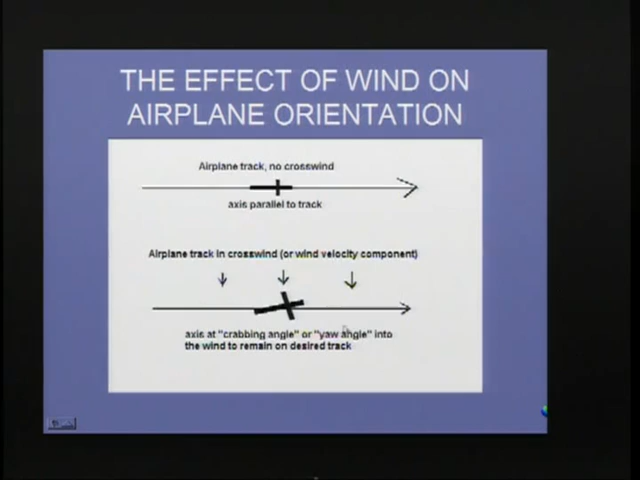 THE EFFECT OF WIND ON
AIRPLANE ORIENTATION
Airplane track, no crosswind
axis parallel to track
Airplane track in crosswind (or wind velocity component)
axis at "crabbing angle" or "yaw angle" into
the wind to remain on desired track